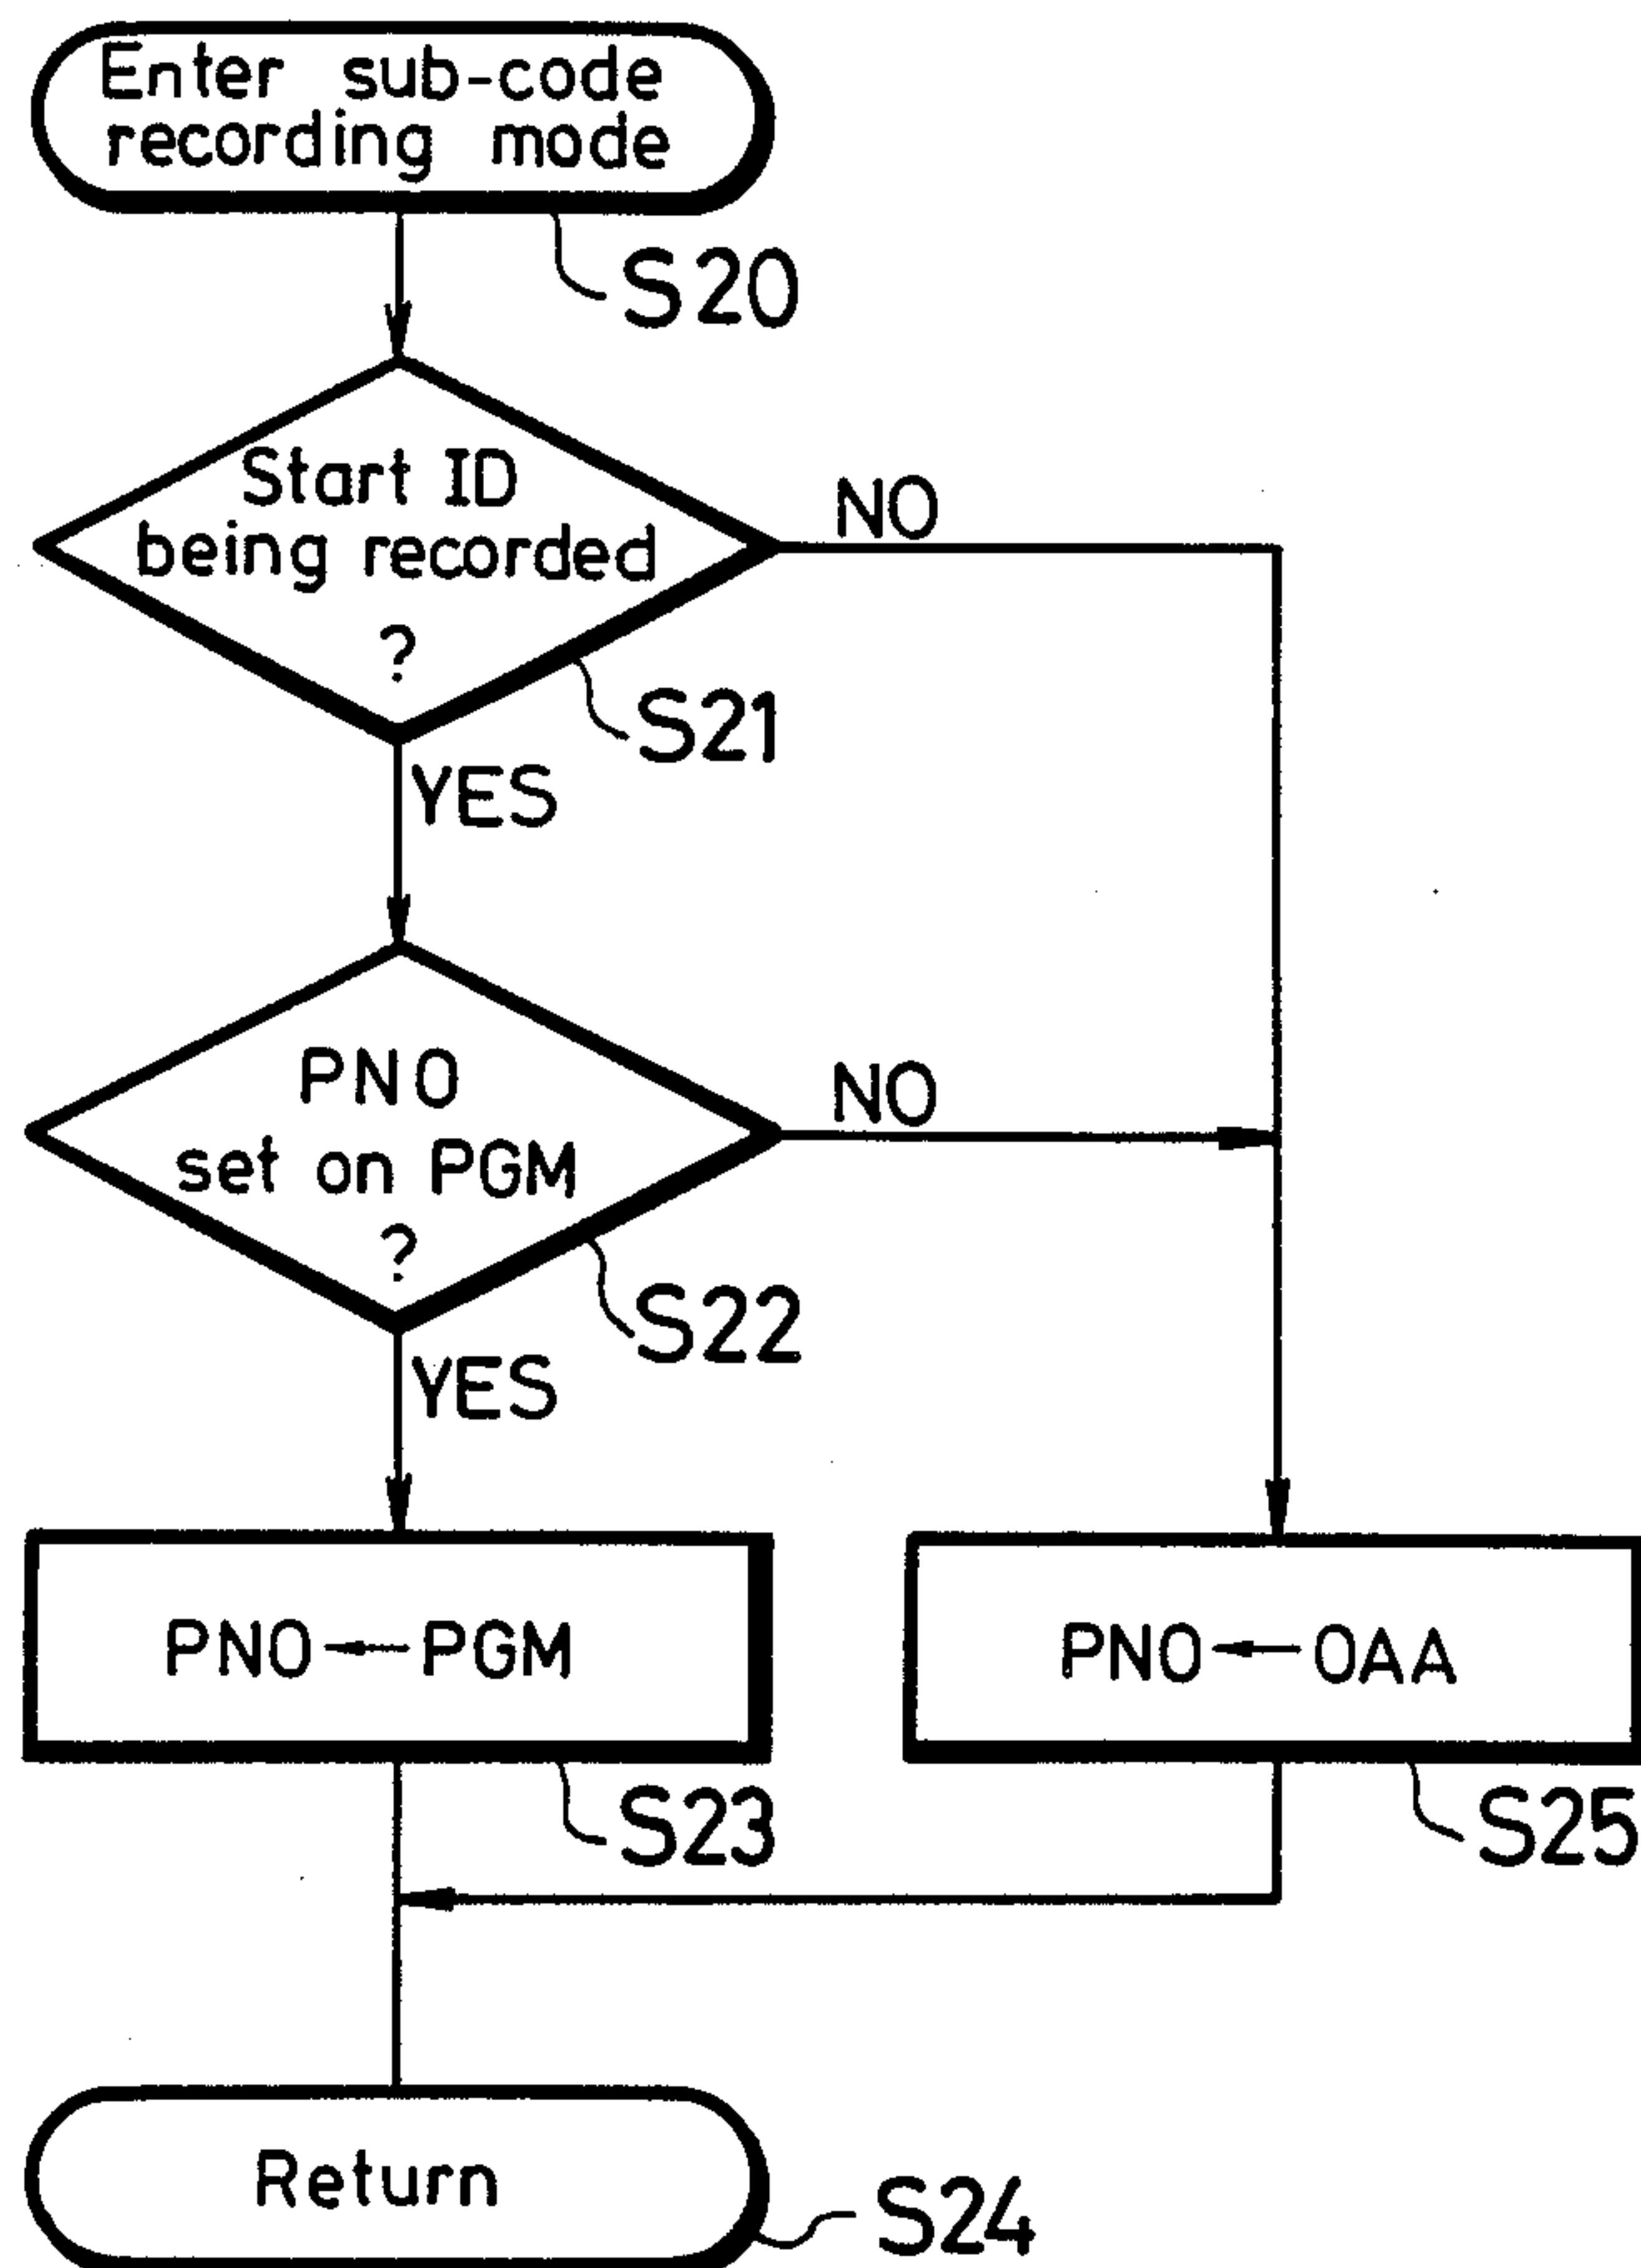 Enter sub-code
recording mode
S20
Start ID
being recorded
?
NO
S21
YES
PNO
set on PGM
?
NO
S22
YES
PNO←PGM
PNO←OAA
S23
S25
Return
S24